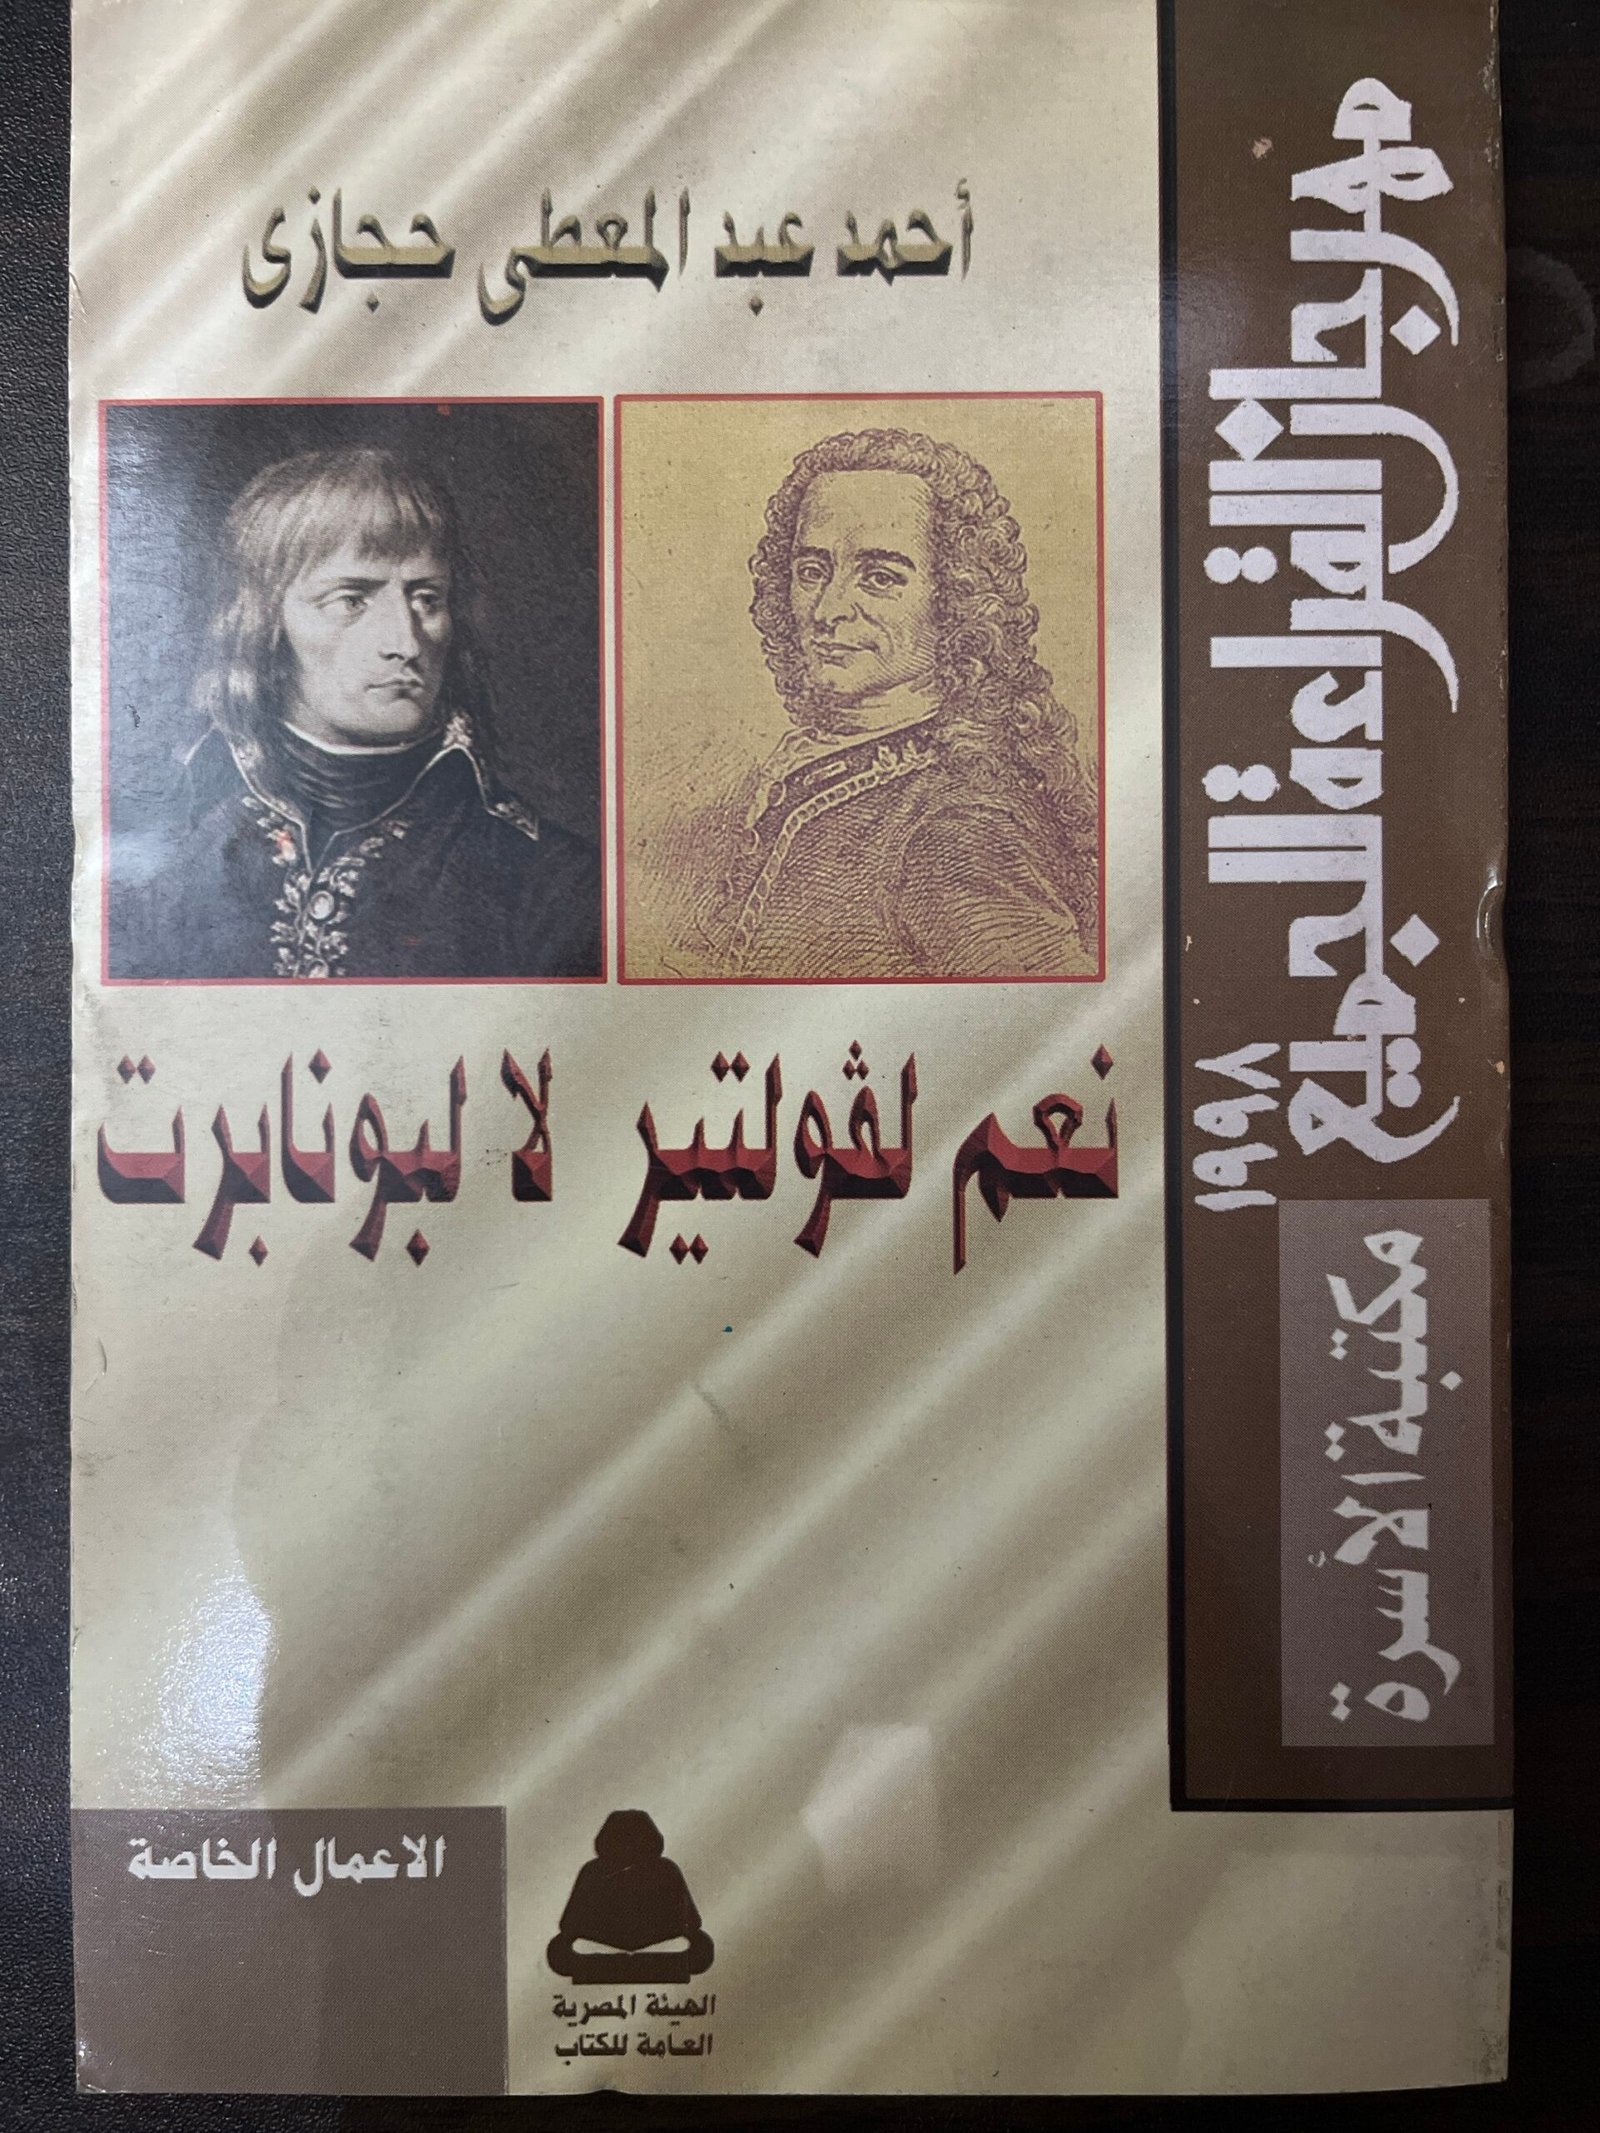 أحمد عبد المعطى حجازى
نعم لڤولتير لا لبونابرت
مهرجان القراءة للجميع
١٩٩٨
مكتبة الأسرة
الاعمال الخاصة
الهيئة المصرية
العامة للكتاب